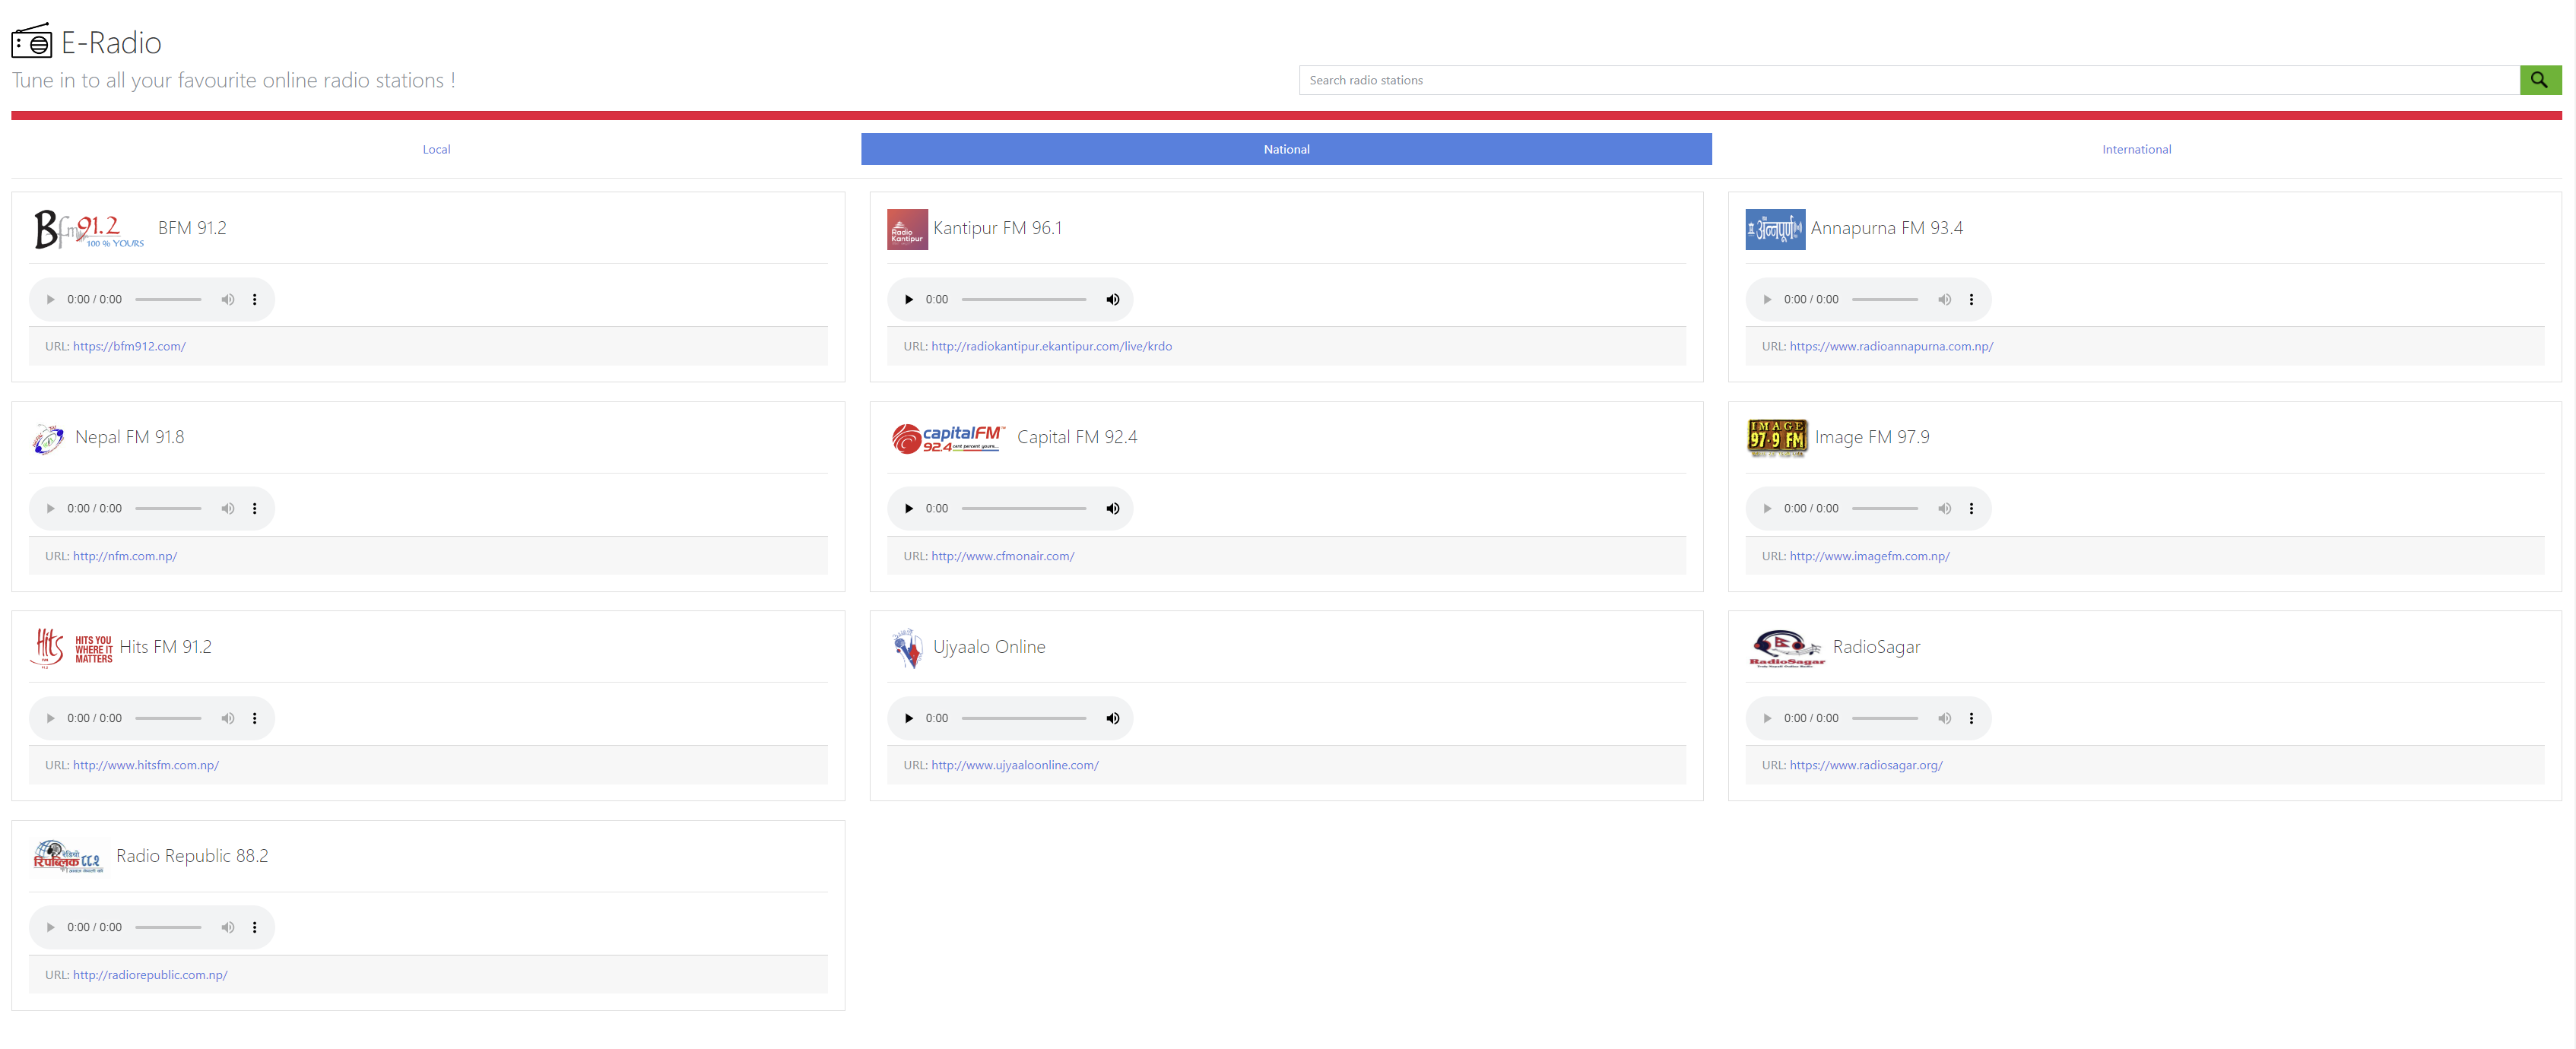 E-Radio
Tune in to all your favourite online radio stations !
Search radio stations
Local
National
International
Bfm 91.2
100 % YOURS
BFM 91.2
0:00 / 0:00
URL: https://bfm912.com/
Radio
Kantipur
Kantipur FM 96.1
0:00
URL: http://radiokantipur.ekantipur.com/live/krdo
अन्नपूर्ण
Annapurna FM 93.4
0:00 / 0:00
URL: https://www.radioannapurna.com.np/
Nepal FM 91.8
0:00 / 0:00
URL: http://nfm.com.np/
capitalFM™
92.4 cent percent yours...
Capital FM 92.4
0:00
URL: http://www.cfmonair.com/
IMAGE
97·9 FM
Image FM 97.9
0:00 / 0:00
URL: http://www.imagefm.com.np/
Hits
HITS YOU
WHERE IT
MATTERS
Hits FM 91.2
0:00 / 0:00
URL: http://www.hitsfm.com.np/
Ujyaalo Online
0:00
URL: http://www.ujyaaloonline.com/
RadioSagar
RadioSagar
0:00 / 0:00
URL: https://www.radiosagar.org/
रेडियो
रिपब्लिक ८८.२
Radio Republic 88.2
0:00 / 0:00
URL: http://radiorepublic.com.np/